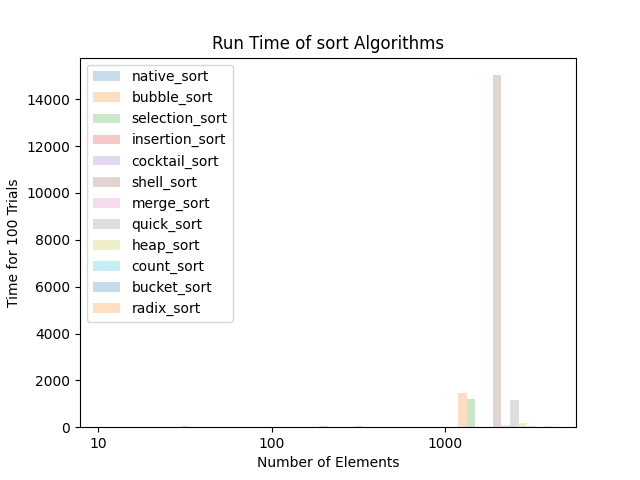 Run Time of sort Algorithms
native_sort
bubble_sort
selection_sort
insertion_sort
cocktail_sort
shell_sort
merge_sort
quick_sort
heap_sort
count_sort
bucket_sort
radix_sort
Time for 100 Trials
14000
12000
10000
8000
6000
4000
2000
0
10
100
1000
Number of Elements